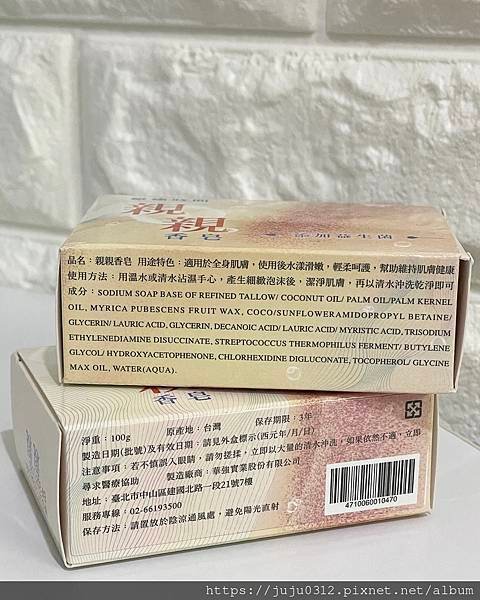 親親
香皂
益生菌添加
品名：親親香皂 用途特色：適用於全身肌膚，使用後水漾滑嫩，輕柔呵護，幫助維持肌膚健康
使用方法：用溫水或清水沾濕手心，產生細緻泡沫後，潔淨肌膚，再以清水沖洗乾淨即可
成分：SODIUM SOAP BASE OF REFINED TALLOW/ COCONUT OIL/ PALM OIL/PALM KERNEL
OIL, MYRICA PUBESCENS FRUIT WAX, COCO/SUNFLOWERAMIDOPROPYL BETAINE/
GLYCERIN/ LAURIC ACID, GLYCERIN, DECANOIC ACID/ LAURIC ACID/ MYRISTIC ACID, TRISODIUM
ETHYLENEDIAMINE DISUCCINATE, STREPTOCOCCUS THERMOPHILUS FERMENT/ BUTYLENE
GLYCOL/ HYDROXYACETOPHENONE, CHLORHEXIDINE DIGLUCONATE, TOCOPHEROL/ GLYCINE
MAX OIL, WATER(AQUA).
香皂
淨重：100g 原產地：台灣 保存期限：3年
製造日期(批號)及有效日期：請見外盒標示(西元年/月/日)
注意事項：若不慎誤入眼睛，請勿搓揉，立即以大量的清水沖洗，如果依然不適，立即
尋求醫療協助 製造廠商：華強實業股份有限公司
地址：臺北市中山區建國北路一段21號7樓
服務專線：02-66193500
保存方法：請置放於陰涼通風處，避免陽光直射
4710060010470
https://juju0312.pixnet.net/album